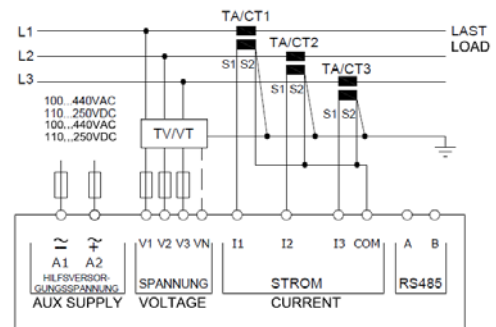 TA/CT1
L1
LAST
LOAD
TA/CT2
L2
S1 S2
TA/CT3
L3
S1 S2
S1 S2
100...440VAC
110...250VDC
100...440VAC
110...250VDC
TV/VT
A1 A2
HILFSVERSOR-
GUNGSSPANNUNG
AUX SUPPLY
V1 V2 V3 VN
SPANNUNG
VOLTAGE
I1 I2 I3 COM
STROM
CURRENT
A B
RS485